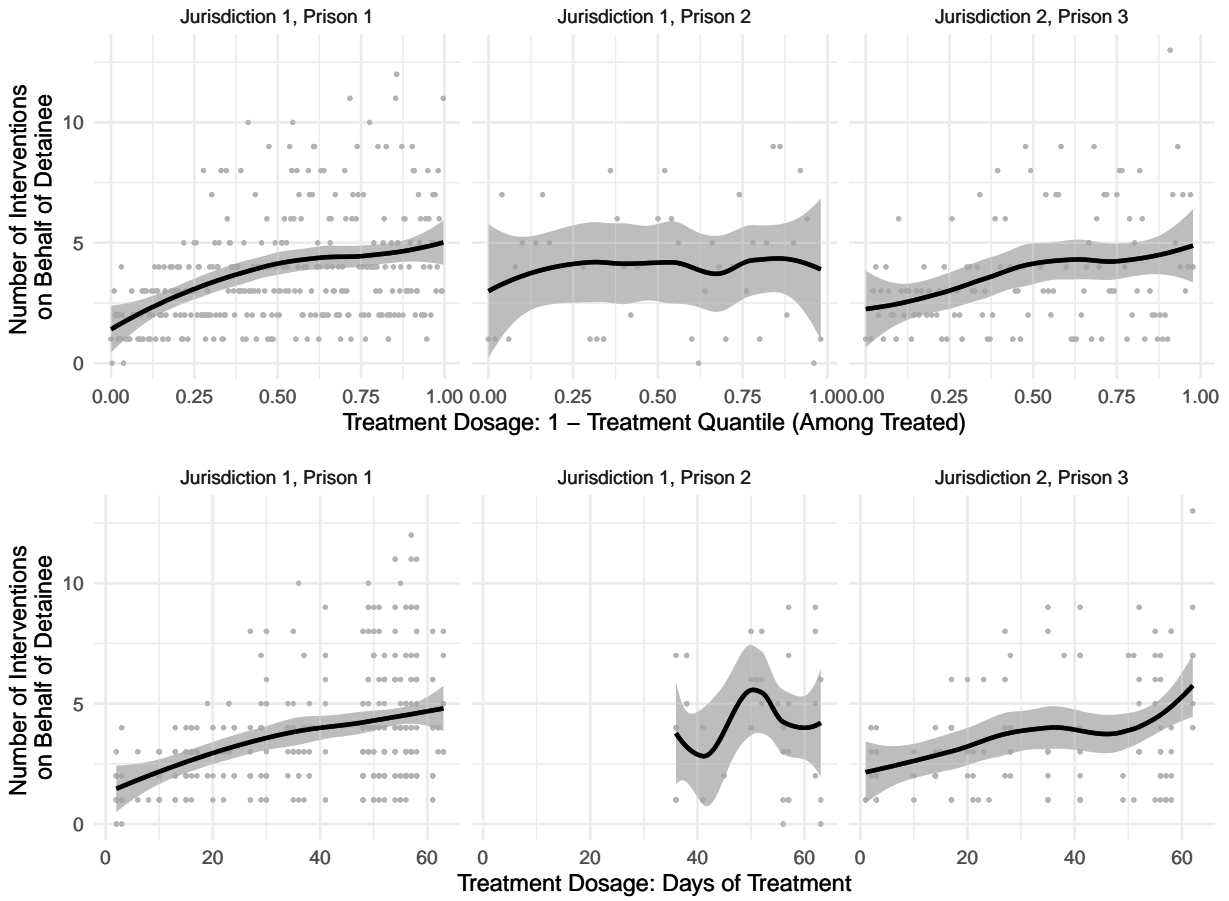 Jurisdiction 1, Prison 1
Jurisdiction 1, Prison 2
Jurisdiction 2, Prison 3
Number of Interventions
on Behalf of Detainee
10
5
0
0.00 0.25 0.50 0.75 1.00
0.00 0.25 0.50 0.75 1.00
0.00 0.25 0.50 0.75 1.00
Treatment Dosage: 1 − Treatment Quantile (Among Treated)
Jurisdiction 1, Prison 1
Jurisdiction 1, Prison 2
Jurisdiction 2, Prison 3
Number of Interventions
on Behalf of Detainee
10
5
0
0 20 40 60
0 20 40 60
0 20 40 60
Treatment Dosage: Days of Treatment